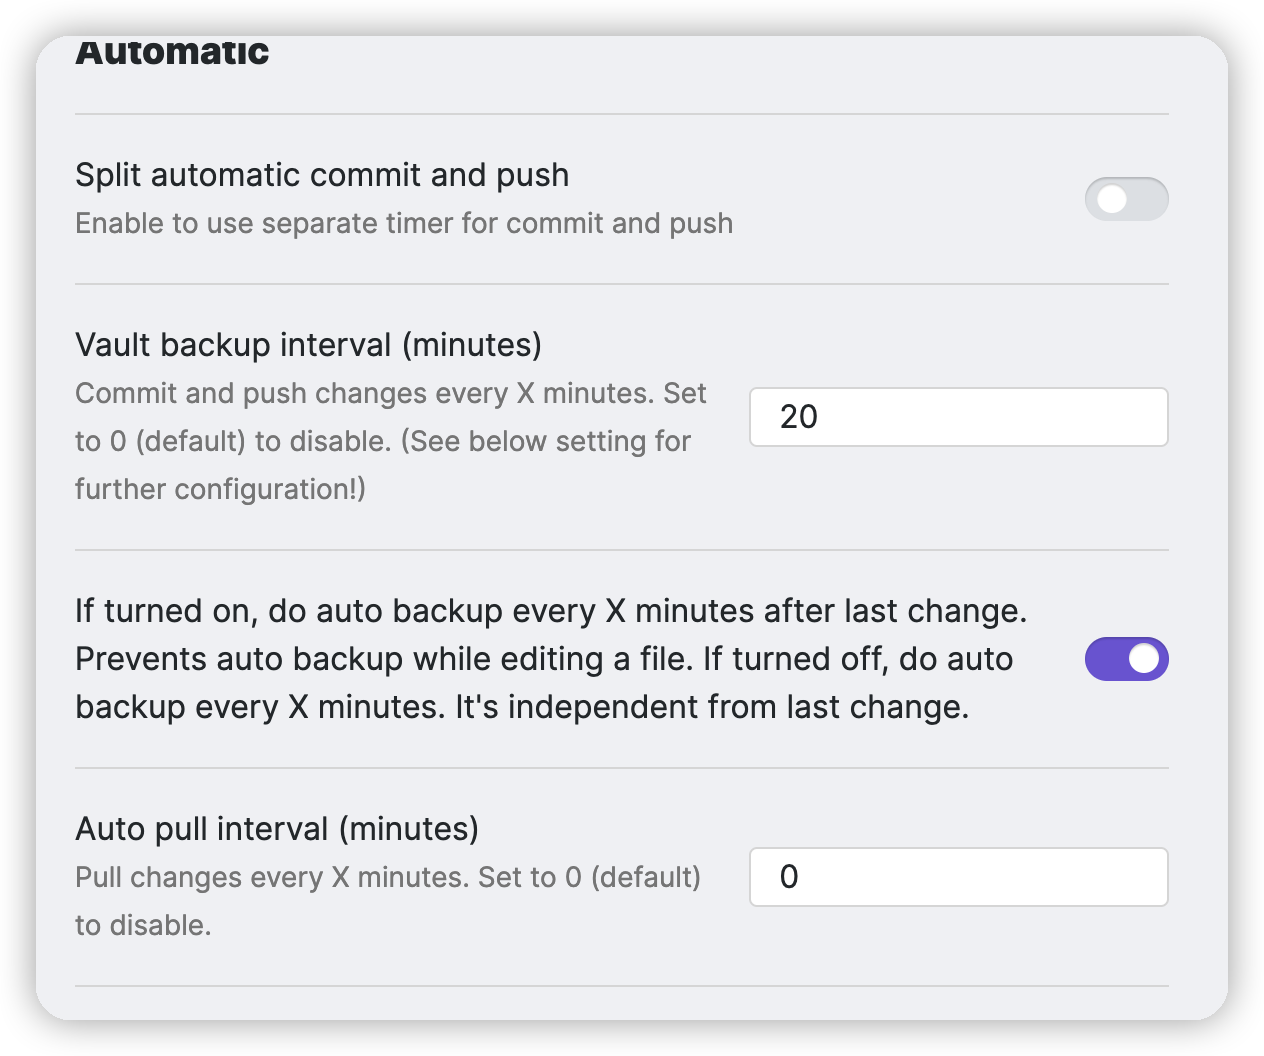 Automatic
Split automatic commit and push
Enable to use separate timer for commit and push
Vault backup interval (minutes)
Commit and push changes every X minutes. Set
to 0 (default) to disable. (See below setting for
further configuration!)
20
If turned on, do auto backup every X minutes after last change.
Prevents auto backup while editing a file. If turned off, do auto
backup every X minutes. It's independent from last change.
Auto pull interval (minutes)
Pull changes every X minutes. Set to 0 (default)
to disable.
0